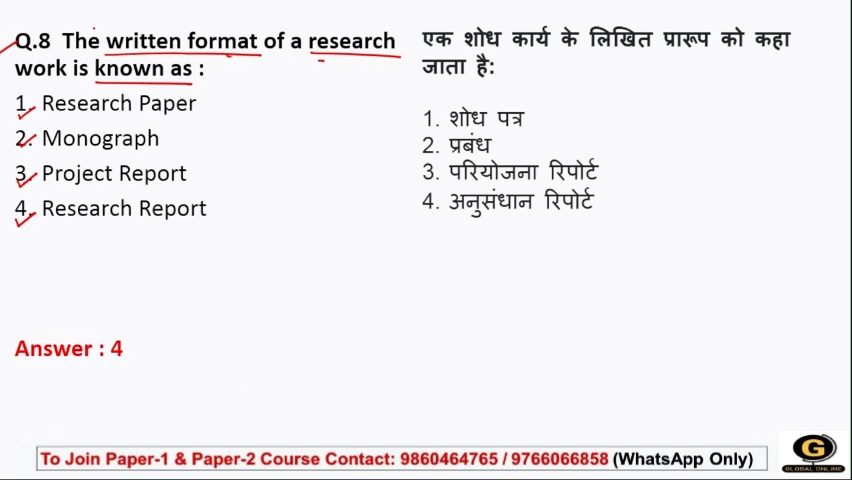 Q.8 The written format of a research
work is known as :
1. Research Paper
2. Monograph
3. Project Report
4. Research Report
एक शोध कार्य के लिखित प्रारूप को कहा
जाता है:
1. शोध पत्र
2. प्रबंध
3. परियोजना रिपोर्ट
4. अनुसंधान रिपोर्ट
Answer : 4
To Join Paper-1 & Paper-2 Course Contact: 9860464765 / 9766066858 (WhatsApp Only)
G
GLOBAL ONLINE